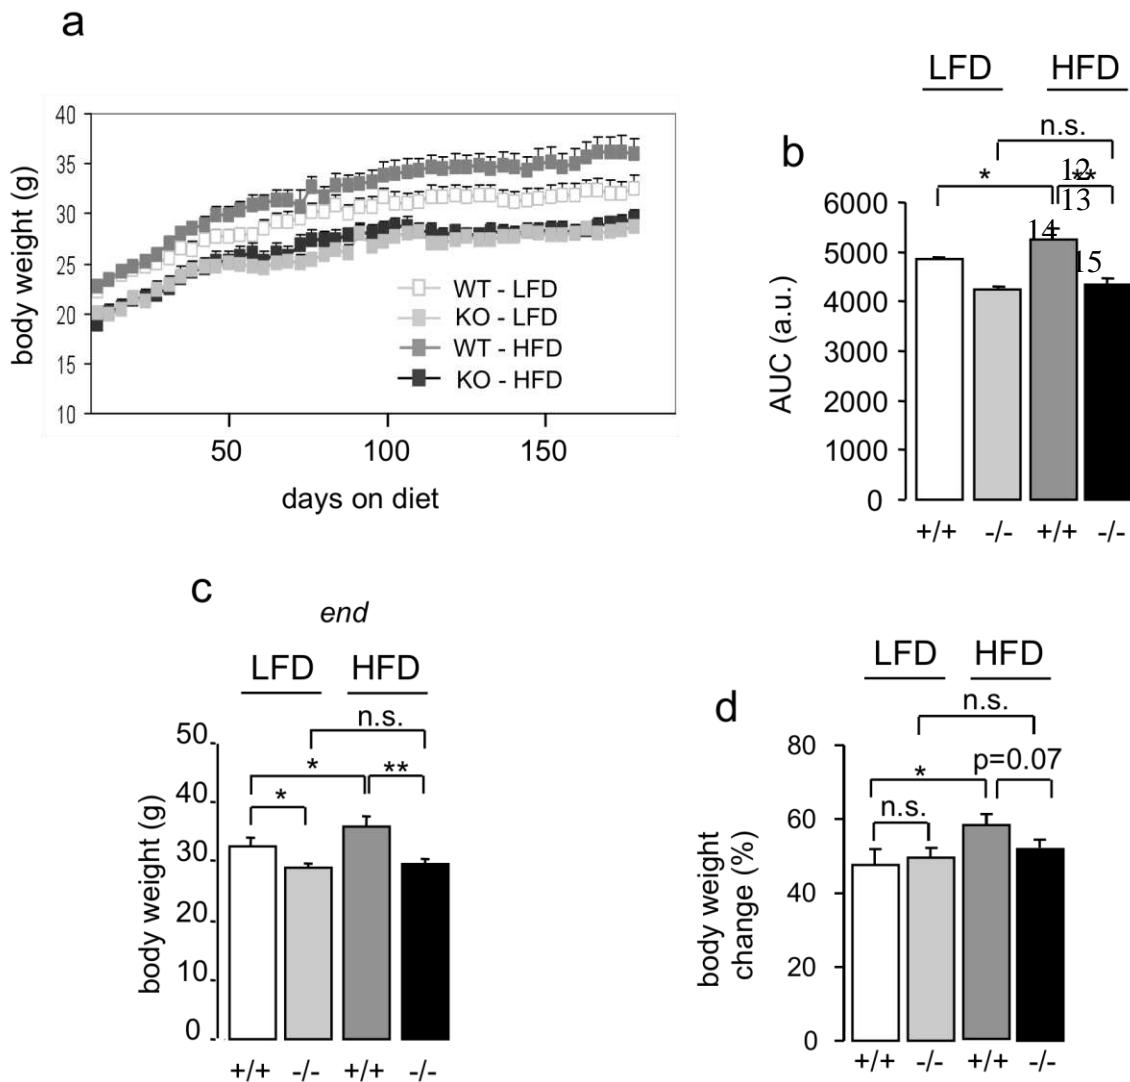 a
40
35
30
25
20
15
10
body weight (g)
50
100
150
days on diet
WT - LFD
KO - LFD
WT - HFD
KO - HFD
b
LFD HFD
n.s.
* **
12
13
14
15
6000
5000
4000
3000
2000
1000
0
AUC (a.u.)
+/+ -/- +/+ -/-
c
end
LFD HFD
n.s.
* **
*
50
40
30
20
10
0
body weight (g)
+/+ -/- +/+ -/-
d
LFD HFD
n.s.
* p=0.07
n.s.
80
60
40
20
0
body weight
change (%)
+/+ -/- +/+ -/-